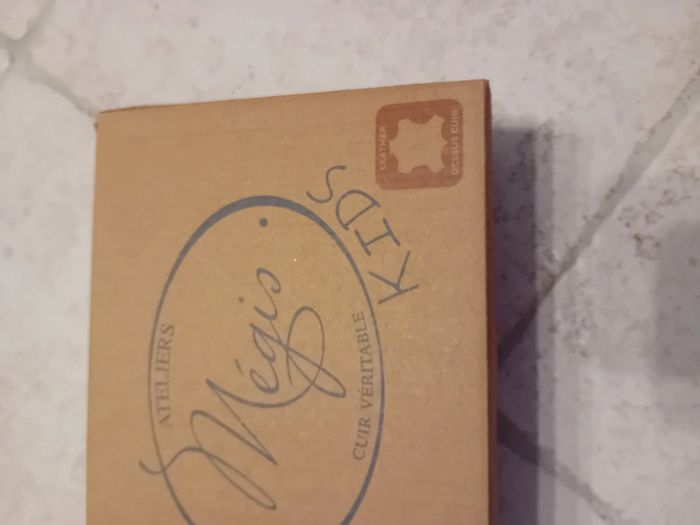 ATELIERS
Mégis
CUIR VÉRITABLE
KIDS
LEATHER
DESSUS CUIR